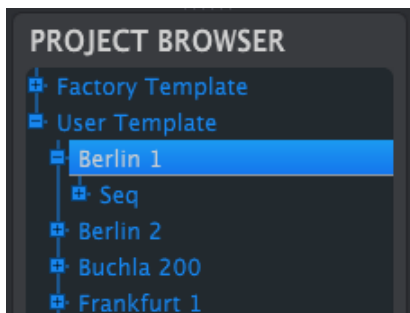 PROJECT BROWSER
Factory Template
User Template
Berlin 1
Seq
Berlin 2
Buchla 200
Frankfurt 1